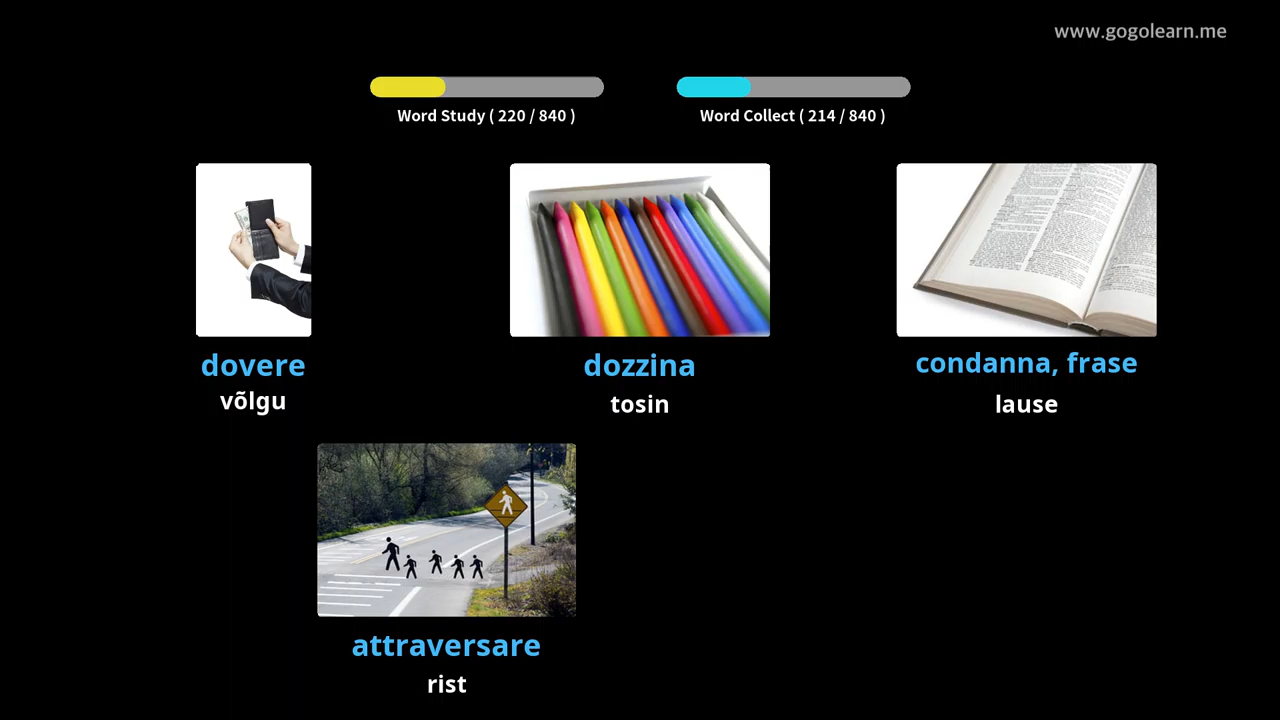 www.gogolearn.me
Word Study ( 220 / 840 )
Word Collect ( 214 / 840 )
dovere
võlgu
dozzina
tosin
condanna, frase
lause
attraversare
rist